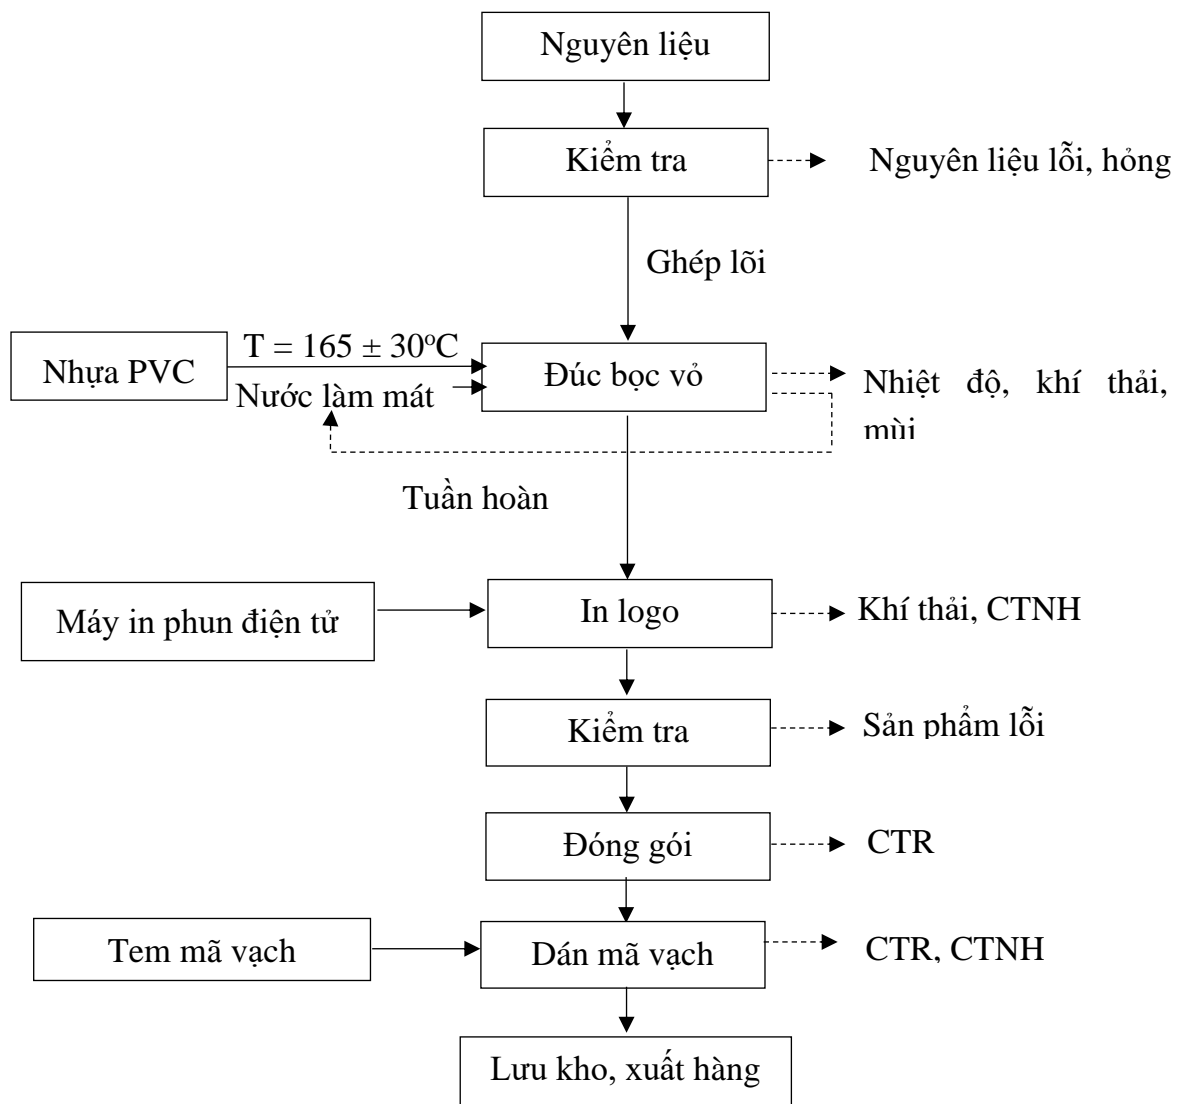 Nguyên liệu
Kiểm tra
Nguyên liệu lỗi, hỏng
Ghép lõi
Nhựa PVC
T = 165 ± 30ºC
Nước làm mát
Đúc bọc vỏ
Nhiệt độ, khí thải,
mùi
Tuần hoàn
Máy in phun điện tử
In logo
Khí thải, CTNH
Kiểm tra
Sản phẩm lỗi
Đóng gói
CTR
Tem mã vạch
Dán mã vạch
CTR, CTNH
Lưu kho, xuất hàng